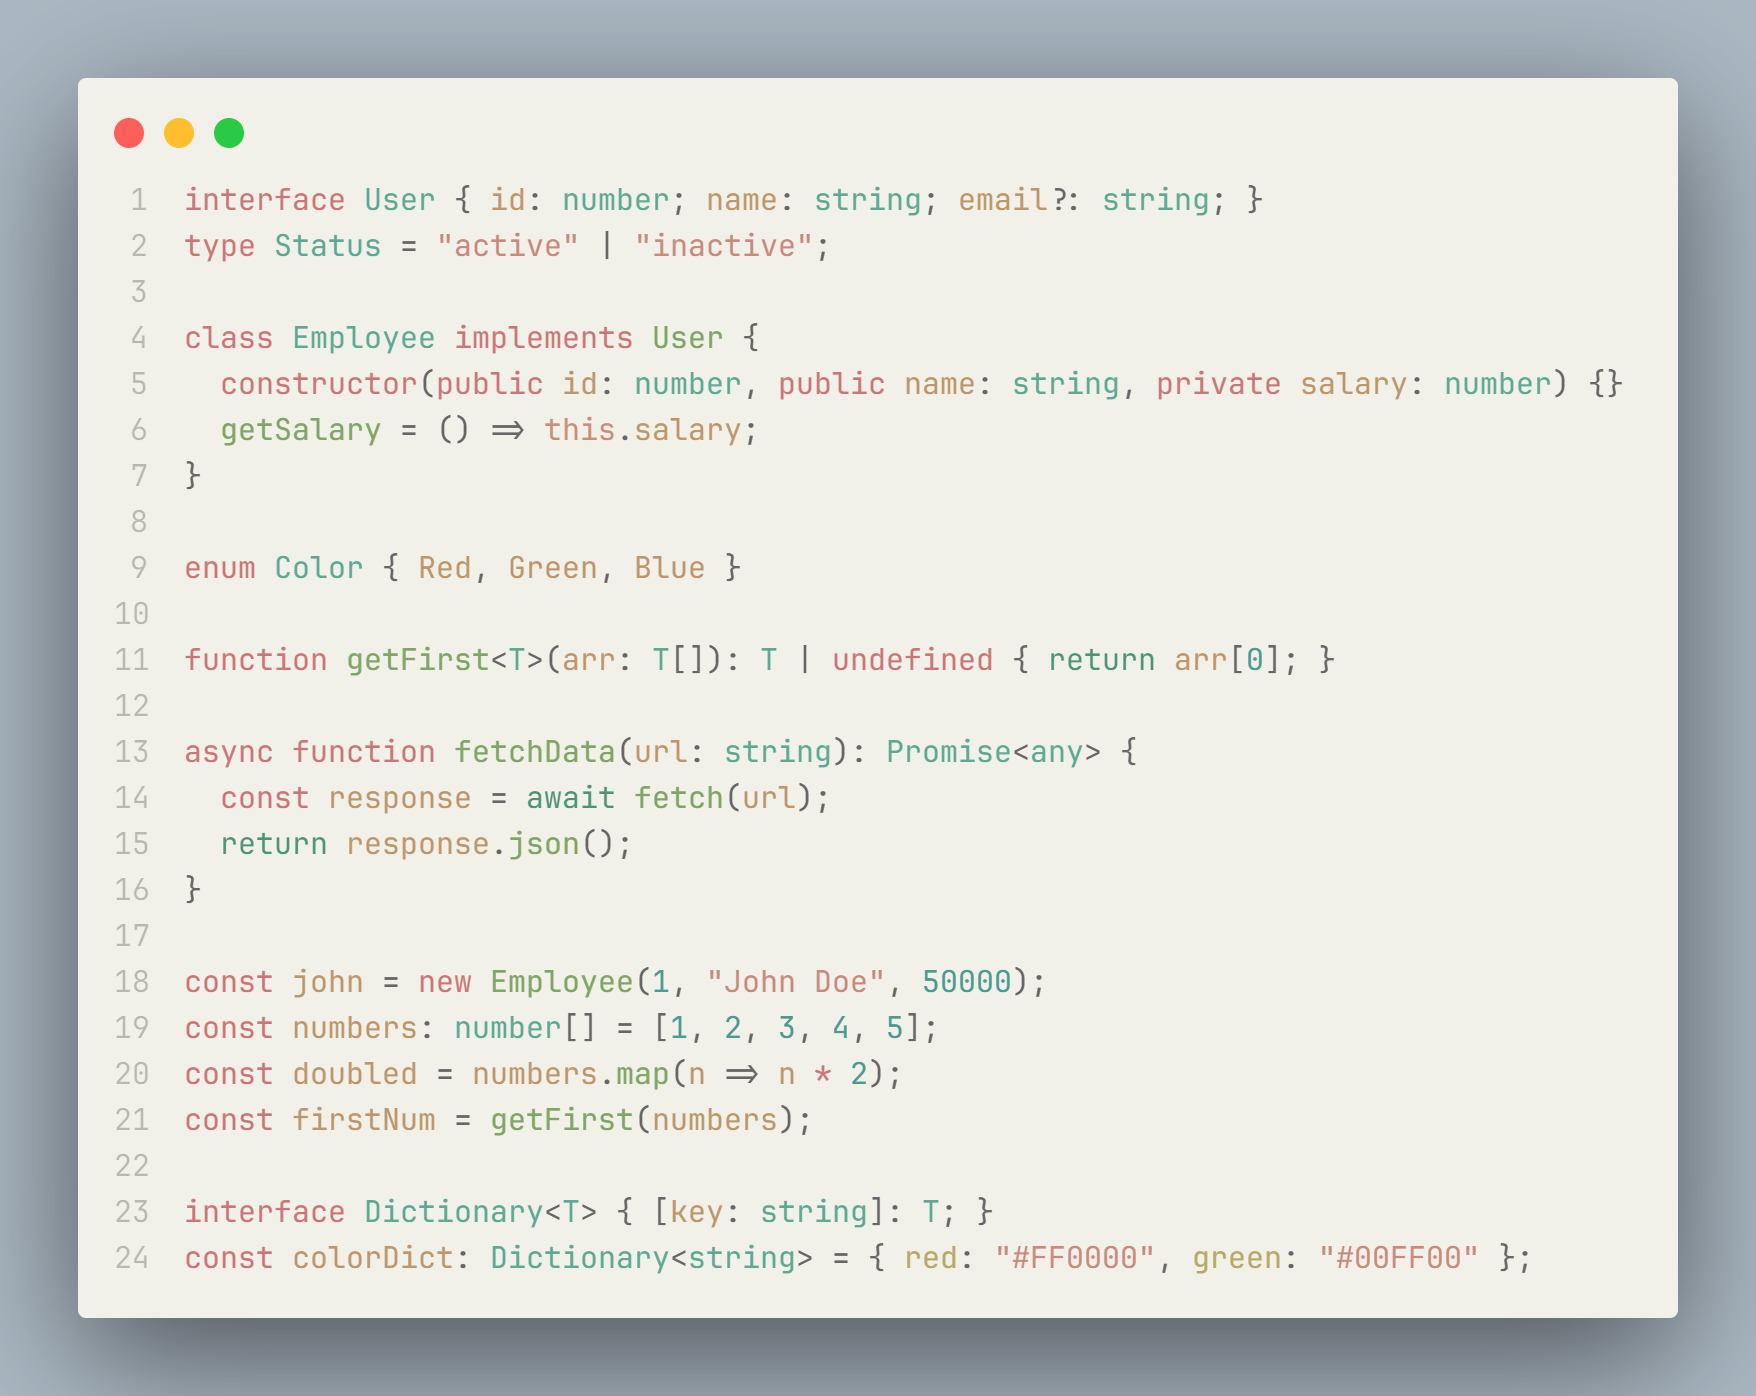 1 interface User { id: number; name: string; email?: string; }
2 type Status = "active" | "inactive";
3
4 class Employee implements User {
5   constructor(public id: number, public name: string, private salary: number) {}
6   getSalary = () => this.salary;
7 }
8
9 enum Color { Red, Green, Blue }
10
11 function getFirst<T>(arr: T[]): T | undefined { return arr[0]; }
12
13 async function fetchData(url: string): Promise<any> {
14   const response = await fetch(url);
15   return response.json();
16 }
17
18 const john = new Employee(1, "John Doe", 50000);
19 const numbers: number[] = [1, 2, 3, 4, 5];
20 const doubled = numbers.map(n => n * 2);
21 const firstNum = getFirst(numbers);
22
23 interface Dictionary<T> { [key: string]: T; }
24 const colorDict: Dictionary<string> = { red: "#FF0000", green: "#00FF00" };